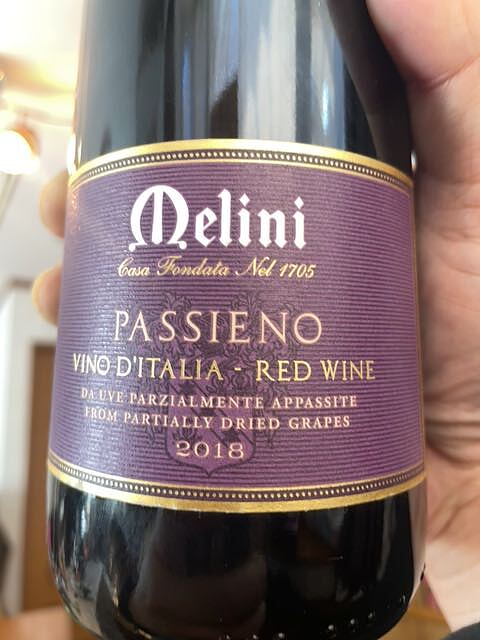 Melini
Casa Fondata Nel 1705
PASSIENO
VINO D'ITALIA - RED WINE
DA UVE PARZIALMENTE APPASSITE
FROM PARTIALLY DRIED GRAPES
2018